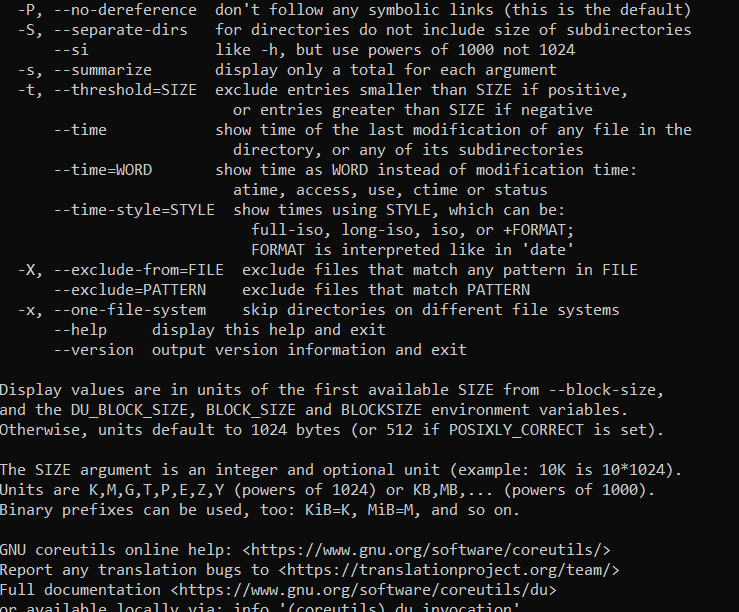 -P, --no-dereference  don't follow any symbolic links (this is the default)
-S, --separate-dirs   for directories do not include size of subdirectories
    --si              like -h, but use powers of 1000 not 1024
-s, --summarize       display only a total for each argument
-t, --threshold=SIZE  exclude entries smaller than SIZE if positive,
                        or entries greater than SIZE if negative
    --time            show time of the last modification of any file in the
                        directory, or any of its subdirectories
    --time=WORD       show time as WORD instead of modification time:
                        atime, access, use, ctime or status
    --time-style=STYLE  show times using STYLE, which can be:
                          full-iso, long-iso, iso, or +FORMAT;
                          FORMAT is interpreted like in 'date'
-X, --exclude-from=FILE  exclude files that match any pattern in FILE
    --exclude=PATTERN    exclude files that match PATTERN
-x, --one-file-system    skip directories on different file systems
    --help     display this help and exit
    --version  output version information and exit

Display values are in units of the first available SIZE from --block-size,
and the DU_BLOCK_SIZE, BLOCK_SIZE and BLOCKSIZE environment variables.
Otherwise, units default to 1024 bytes (or 512 if POSIXLY_CORRECT is set).

The SIZE argument is an integer and optional unit (example: 10K is 10*1024).
Units are K,M,G,T,P,E,Z,Y (powers of 1024) or KB,MB,... (powers of 1000).
Binary prefixes can be used, too: KiB=K, MiB=M, and so on.

GNU coreutils online help: <https://www.gnu.org/software/coreutils/>
Report any translation bugs to <https://translationproject.org/team/>
Full documentation <https://www.gnu.org/software/coreutils/du>
or available locally via: info '(coreutils) du invocation'